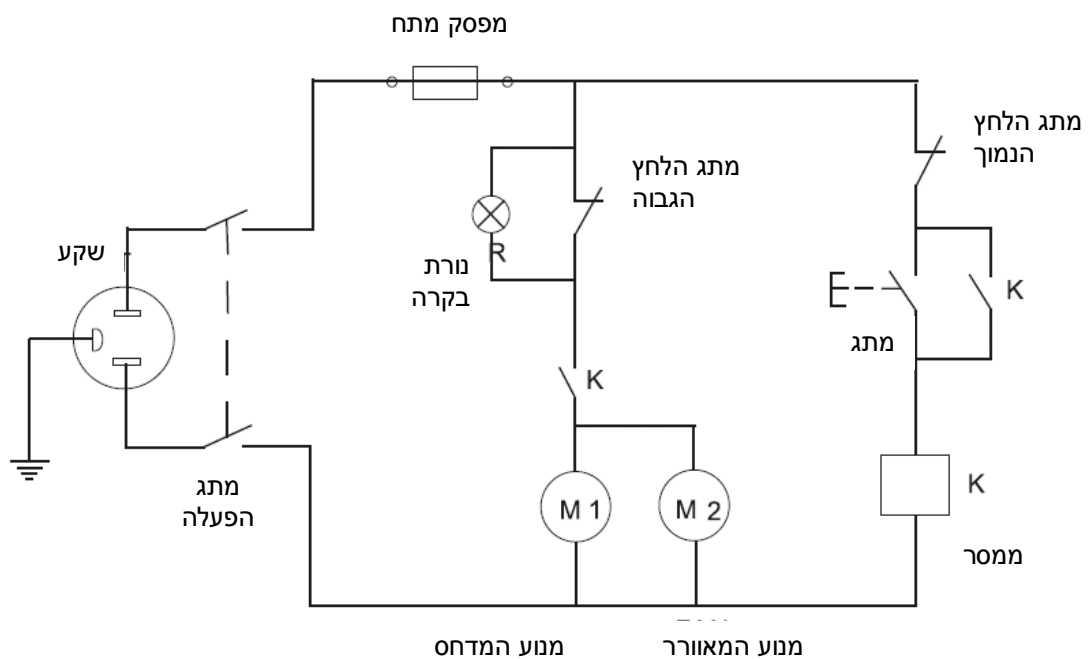 מפסק מתח
מתג הלחץ
הנמוך
מתג הלחץ
הגבוה
R
נורת
בקרה
שקע
K
מתג
K
M 1
M 2
K
מתג
הפעלה
ממסר
מנוע המאוורר
מנוע המדחס